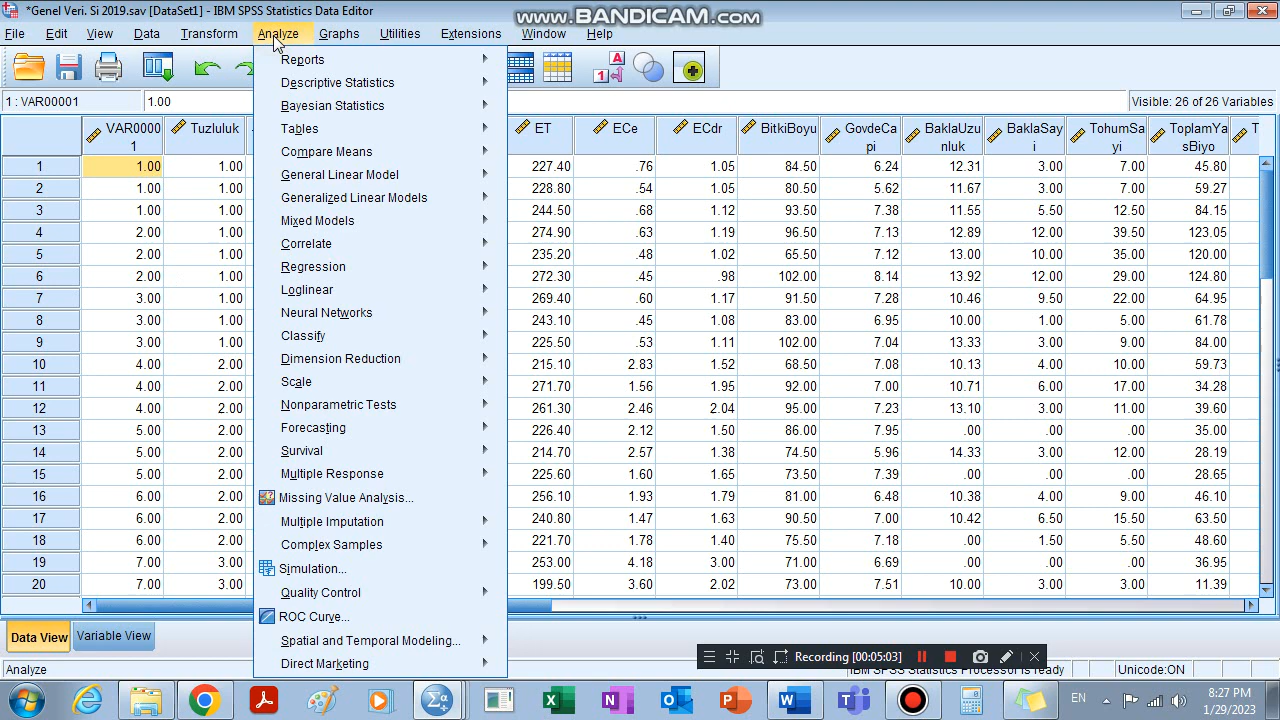 *Genel Veri. Si 2019.sav [DataSet1] - IBM SPSS Statistics Data Editor
www.BANDICAM.com
File Edit View Data Transform Analyze Graphs Utilities Extensions Window Help
1 : VAR00001 1.00 Visible: 26 of 26 Variables
Reports
Descriptive Statistics
Bayesian Statistics
Tables
Compare Means
General Linear Model
Generalized Linear Models
Mixed Models
Correlate
Regression
Loglinear
Neural Networks
Classify
Dimension Reduction
Scale
Nonparametric Tests
Forecasting
Survival
Multiple Response
Missing Value Analysis...
Multiple Imputation
Complex Samples
Simulation...
Quality Control
ROC Curve...
Spatial and Temporal Modeling...
Direct Marketing
VAR00001 Tuzluluk ET ECe ECdr BitkiBoyu GovdeCapi BaklaUzunluk BaklaSayi TohumSayi ToplamYasBiyo T
1 1.00 1.00 227.40 .76 1.05 84.50 6.24 12.31 3.00 7.00 45.80
2 1.00 1.00 228.80 .54 1.05 80.50 5.62 11.67 3.00 7.00 59.27
3 1.00 1.00 244.50 .68 1.12 93.50 7.38 11.55 5.50 12.50 84.15
4 2.00 1.00 274.90 .63 1.19 96.50 7.13 12.89 12.00 39.50 123.05
5 2.00 1.00 235.20 .48 1.02 65.50 7.12 13.00 10.00 35.00 120.00
6 2.00 1.00 272.30 .45 .98 102.00 8.14 13.92 12.00 29.00 124.80
7 3.00 1.00 269.40 .60 1.17 91.50 7.28 10.46 9.50 22.00 64.95
8 3.00 1.00 243.10 .45 1.08 83.00 6.95 10.00 1.00 5.00 61.78
9 3.00 1.00 225.50 .53 1.11 102.00 7.04 13.33 3.00 9.00 84.00
10 4.00 2.00 215.10 2.83 1.52 68.50 7.08 10.13 4.00 10.00 59.73
11 4.00 2.00 271.70 1.56 1.95 92.00 7.00 10.71 6.00 17.00 34.28
12 4.00 2.00 261.30 2.46 2.04 95.00 7.23 13.10 3.00 11.00 39.60
13 5.00 2.00 226.40 2.12 1.50 86.00 7.95 .00 .00 .00 35.00
14 5.00 2.00 214.70 2.57 1.38 74.50 5.96 14.33 3.00 12.00 28.19
15 5.00 2.00 225.60 1.60 1.65 73.50 7.39 .00 .00 .00 28.65
16 6.00 2.00 276.10 1.93 1.79 81.00 6.48 10.38 4.00 9.00 46.10
17 6.00 2.00 240.80 1.47 1.63 90.50 7.00 10.42 6.50 15.50 63.50
18 6.00 2.00 221.70 1.78 1.40 75.50 7.18 .00 1.50 5.50 48.60
19 7.00 3.00 253.00 4.18 3.00 71.00 6.69 .00 .00 .00 36.95
20 7.00 3.00 199.50 3.60 2.02 73.00 7.51 10.00 3.00 3.00 11.39
Data View Variable View
Recording [00:05:03]
Analyze IBM SPSS Statistics Processor is ready Unicode:ON
EN
8:27 PM
1/29/2023